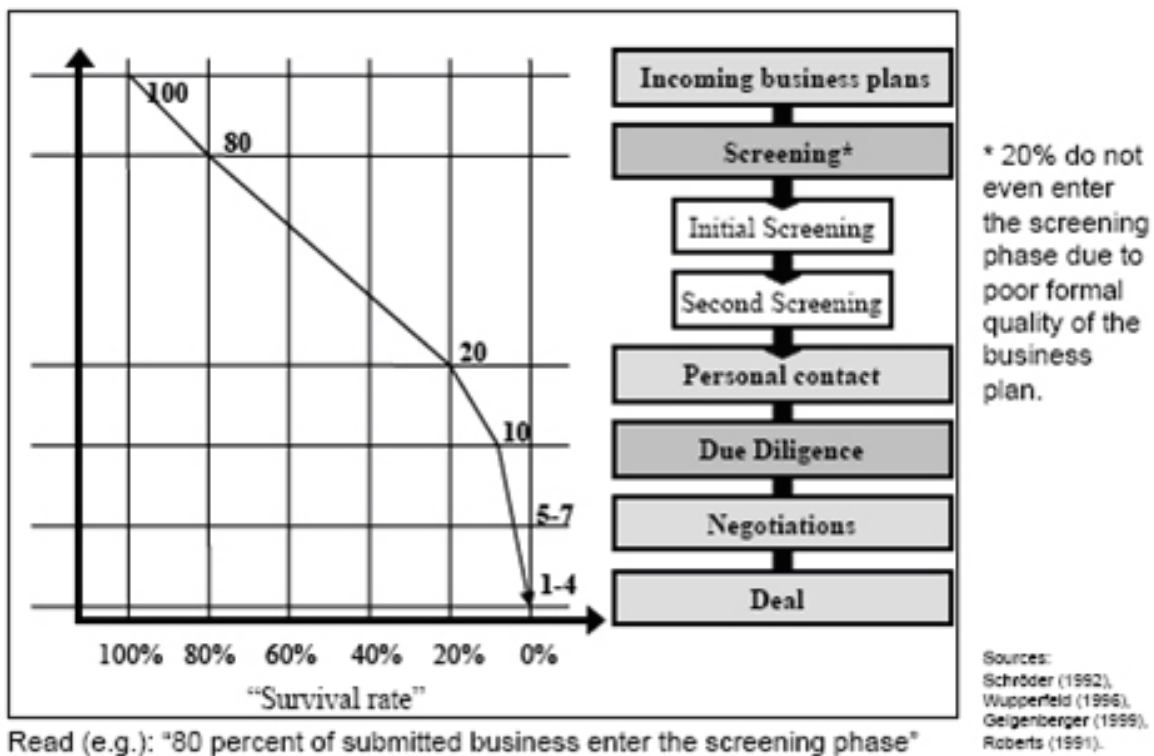 100
80
20
10
5-7
1-4
100% 80% 60% 40% 20% 0%
"Survival rate"
Incoming business plans
Screening*
Initial Screening
Second Screening
Personal contact
Due Diligence
Negotiations
Deal
* 20% do not
even enter
the screening
phase due to
poor formal
quality of the
business
plan.
Sources:
Schröder (1992),
Wupperfeld (1996),
Geigenberger (1999),
Roberts (1991).
Read (e.g.): "80 percent of submitted business enter the screening phase"